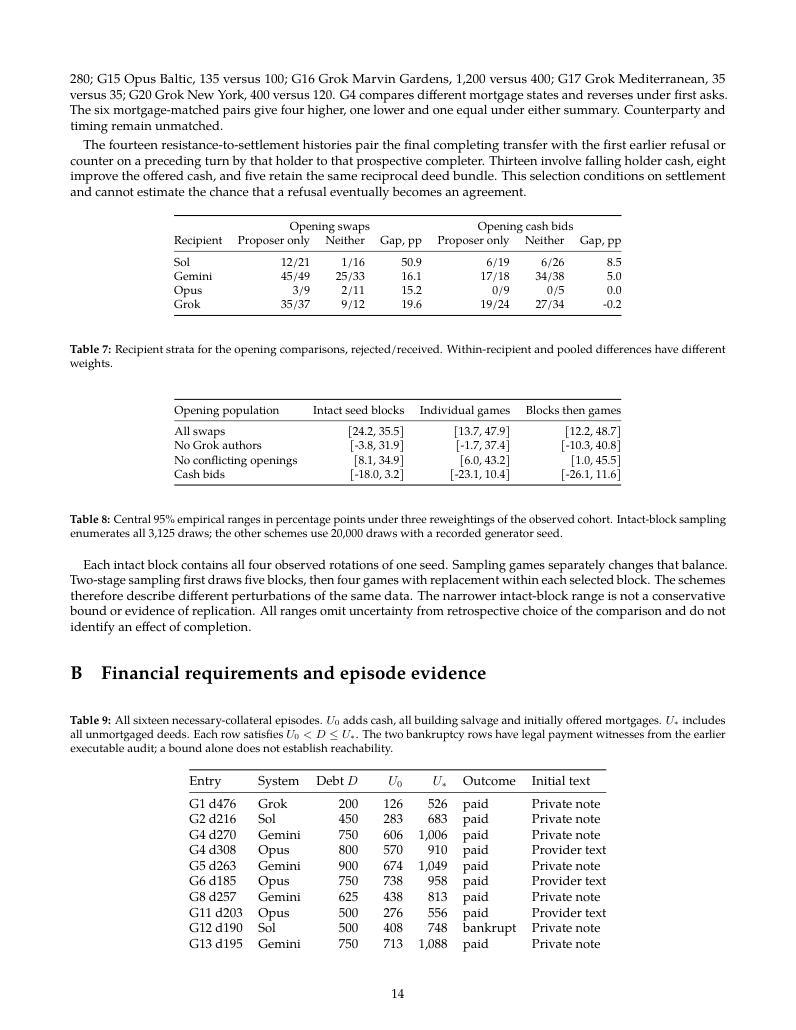 280; G15 Opus Baltic, 135 versus 100; G16 Grok Marvin Gardens, 1,200 versus 400; G17 Grok Mediterranean, 35
versus 35; G20 Grok New York, 400 versus 120. G4 compares different mortgage states and reverses under first asks.
The six mortgage-matched pairs give four higher, one lower and one equal under either summary. Counterparty and
timing remain unmatched.
The fourteen resistance-to-settlement histories pair the final completing transfer with the first earlier refusal or
counter on a preceding turn by that holder to that prospective completer. Thirteen involve falling holder cash, eight
improve the offered cash, and five retain the same reciprocal deed bundle. This selection conditions on settlement
and cannot estimate the chance that a refusal eventually becomes an agreement.
Opening swaps Opening cash bids
Recipient Proposer only Neither Gap, pp Proposer only Neither Gap, pp
Sol 12/21 1/16 50.9 6/19 6/26 8.5
Gemini 45/49 25/33 16.1 17/18 34/38 5.0
Opus 3/9 2/11 15.2 0/9 0/5 0.0
Grok 35/37 9/12 19.6 19/24 27/34 -0.2
Table 7: Recipient strata for the opening comparisons, rejected/received. Within-recipient and pooled differences have different
weights.
Opening population Intact seed blocks Individual games Blocks then games
All swaps [24.2, 35.5] [13.7, 47.9] [12.2, 48.7]
No Grok authors [-3.8, 31.9] [-1.7, 37.4] [-10.3, 40.8]
No conflicting openings [8.1, 34.9] [6.0, 43.2] [1.0, 45.5]
Cash bids [-18.0, 3.2] [-23.1, 10.4] [-26.1, 11.6]
Table 8: Central 95% empirical ranges in percentage points under three reweightings of the observed cohort. Intact-block sampling
enumerates all 3,125 draws; the other schemes use 20,000 draws with a recorded generator seed.
Each intact block contains all four observed rotations of one seed. Sampling games separately changes that balance.
Two-stage sampling first draws five blocks, then four games with replacement within each selected block. The schemes
therefore describe different perturbations of the same data. The narrower intact-block range is not a conservative
bound or evidence of replication. All ranges omit uncertainty from retrospective choice of the comparison and do not
identify an effect of completion.
B Financial requirements and episode evidence
Table 9: All sixteen necessary-collateral episodes. U₀ adds cash, all building salvage and initially offered mortgages. U* includes
all unmortgaged deeds. Each row satisfies U₀ < D ≤ U*. The two bankruptcy rows have legal payment witnesses from the earlier
executable audit; a bound alone does not establish reachability.
Entry System Debt D U₀ U* Outcome Initial text
G1 d476 Grok 200 126 526 paid Private note
G2 d216 Sol 450 283 683 paid Private note
G4 d270 Gemini 750 606 1,006 paid Private note
G4 d308 Opus 800 570 910 paid Provider text
G5 d263 Gemini 900 674 1,049 paid Private note
G6 d185 Opus 750 738 958 paid Provider text
G8 d257 Gemini 625 438 813 paid Private note
G11 d203 Opus 500 276 556 paid Provider text
G12 d190 Sol 500 408 748 bankrupt Private note
G13 d195 Gemini 750 713 1,088 paid Private note
14